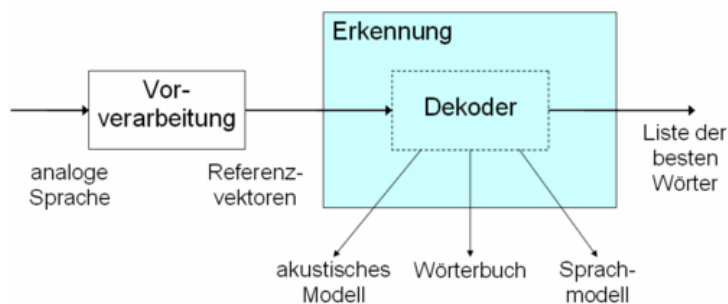 Erkennung
Vor-
verarbeitung
Dekoder
analoge
Sprache
Referenz-
vektoren
Liste der
besten
Wörter
akustisches
Modell
Wörterbuch
Sprach-
modell